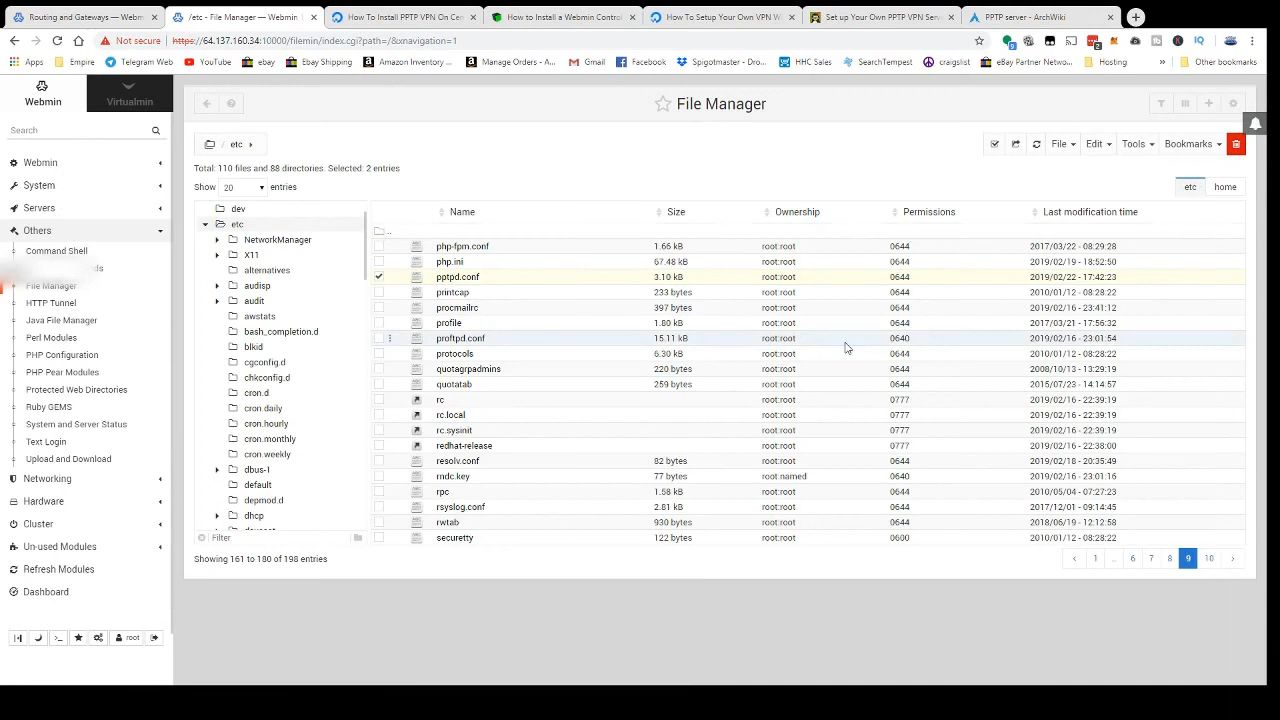 Routing and Gateways — Webmin
/etc - File Manager — Webmin 1
How To Install PPTP VPN On Cen
How to Install a Webmin Control
How To Setup Your Own VPN W
Set up Your Own PPTP VPN Serv
PPTP server - ArchWiki
Not secure
https://64.137.160.34:10000/filemin/index.cgi?path=/&xnavigation=1
Apps
Empire
Telegram Web
YouTube
ebay
Ebay Shipping
Amazon Inventory ...
Manage Orders - A...
Gmail
Facebook
Spigotmaster - Dro...
HHC Sales
SearchTempest
craigslist
eBay Partner Netw...
Hosting
Other bookmarks
Webmin
Virtualmin
Search
Webmin
System
Servers
Others
Command Shell
File Manager
HTTP Tunnel
Java File Manager
Perl Modules
PHP Configuration
PHP Pear Modules
Protected Web Directories
Ruby GEMS
System and Server Status
Text Login
Upload and Download
Networking
Hardware
Cluster
Un-used Modules
Refresh Modules
Dashboard
root
File Manager
/ etc
File Edit Tools Bookmarks
Total: 110 files and 88 directories. Selected: 2 entries
Show 20 entries
etc home
dev
etc
NetworkManager
X11
alternatives
audisp
audit
awstats
bash_completion.d
blkid
cgconfig.d
chkconfig.d
cron.d
cron.daily
cron.hourly
cron.monthly
cron.weekly
dbus-1
default
depmod.d
dhcp
Filter
Name Size Ownership Permissions Last modification time
..
php-fpm.conf 1.66 kB root:root 0644 2017/03/22 - 08:29:28
php.ini 67.48 kB root:root 0644 2019/02/19 - 18:52:50
pptpd.conf 3.10 kB root:root 0644 2019/02/22 - 17:42:29
printcap 233 bytes root:root 0644 2010/01/12 - 08:28:22
procmailrc 397 bytes root:root 0644 2019/02/16 - 23:41:12
profile 1.80 kB root:root 0644 2017/03/21 - 17:56:32
proftpd.conf 15.11 kB root:root 0640 2019/02/16 - 23:01:54
protocols 6.30 kB root:root 0644 2010/01/12 - 08:28:22
quotagrpadmins 220 bytes root:root 0644 2008/10/13 - 13:29:19
quotatab 259 bytes root:root 0644 2015/07/23 - 14:14:57
rc root:root 0777 2019/02/16 - 22:39:19
rc.local root:root 0777 2019/02/16 - 22:39:19
rc.sysinit root:root 0777 2019/02/16 - 22:39:19
redhat-release root:root 0777 2019/02/16 - 22:38:00
resolv.conf 82 bytes root:root 0644 2019/02/18 - 20:35:49
rndc.key 77 bytes root:named 0640 2019/02/16 - 23:01:19
rpc 1.58 kB root:root 0644 2010/05/04 - 07:27:23
rsyslog.conf 2.81 kB root:root 0644 2017/12/01 - 09:14:45
rwtab 930 bytes root:root 0644 2018/06/19 - 12:12:38
securetty 122 bytes root:root 0600 2010/01/12 - 08:28:22
Showing 161 to 180 of 198 entries
1 ... 6 7 8 9 10